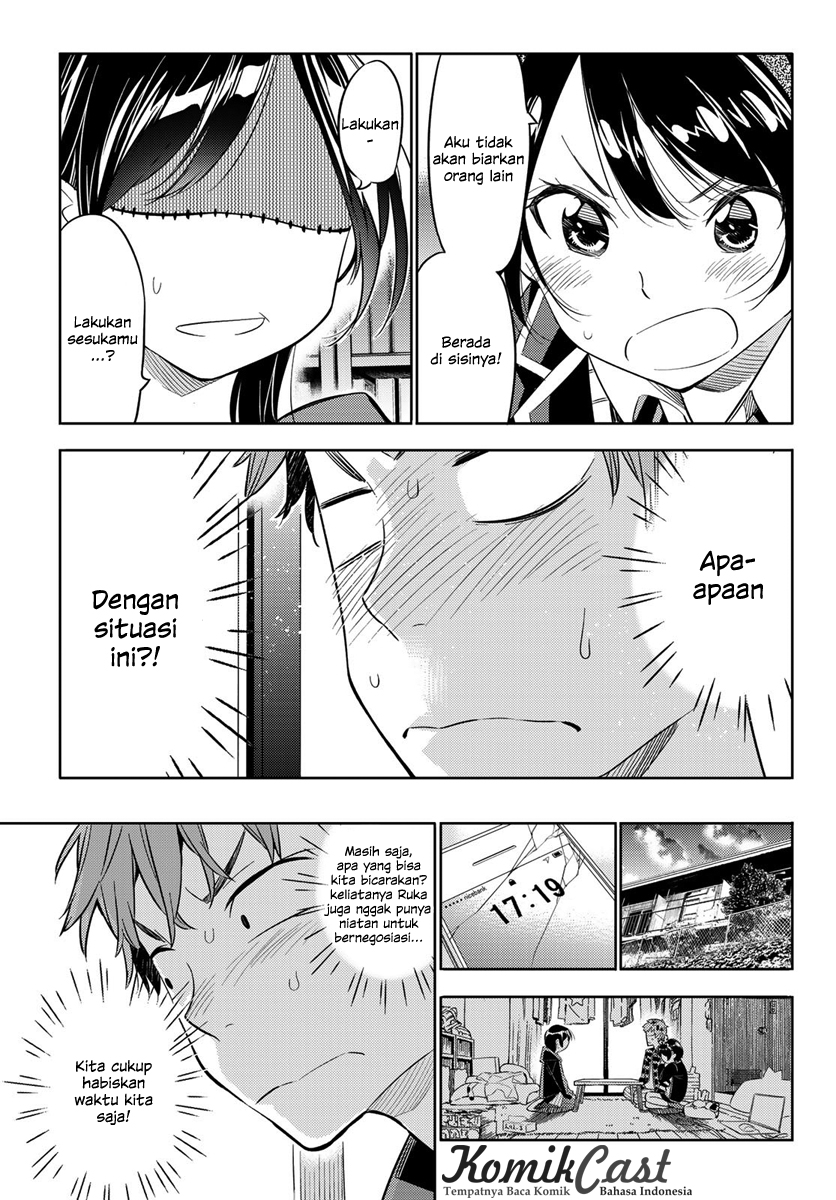 Aku tidak
akan biarkan
orang lain
Berada
di sisinya!
Lakukan
-
Lakukan
sesukamu
...?
Apa-
apaan
Dengan
situasi
ini?!
nicebank
17:19
Masih saja,
apa yang bisa
kita bicarakan?
keliatanya Ruka
juga nggak punya
niatan untuk
bernegosiasi...
Kita cukup
habiskan
waktu kita
saja!
KomikCast
Tempatnya Baca Komik Bahasa Indonesia